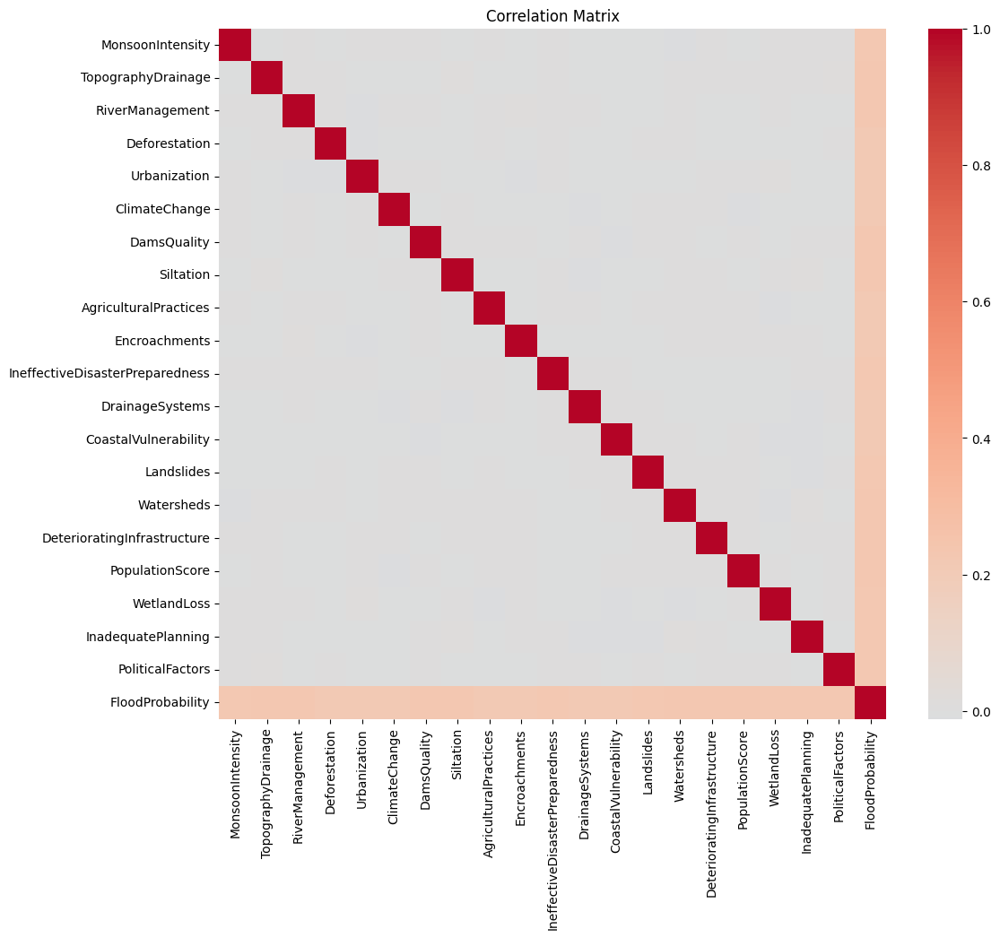 Correlation Matrix
MonsoonIntensity
TopographyDrainage
RiverManagement
Deforestation
Urbanization
ClimateChange
DamsQuality
Siltation
AgriculturalPractices
Encroachments
IneffectiveDisasterPreparedness
DrainageSystems
CoastalVulnerability
Landslides
Watersheds
DeterioratingInfrastructure
PopulationScore
WetlandLoss
InadequatePlanning
PoliticalFactors
FloodProbability
MonsoonIntensity
TopographyDrainage
RiverManagement
Deforestation
Urbanization
ClimateChange
DamsQuality
Siltation
AgriculturalPractices
Encroachments
IneffectiveDisasterPreparedness
DrainageSystems
CoastalVulnerability
Landslides
Watersheds
DeterioratingInfrastructure
PopulationScore
WetlandLoss
InadequatePlanning
PoliticalFactors
FloodProbability
1.0
0.8
0.6
0.4
0.2
0.0